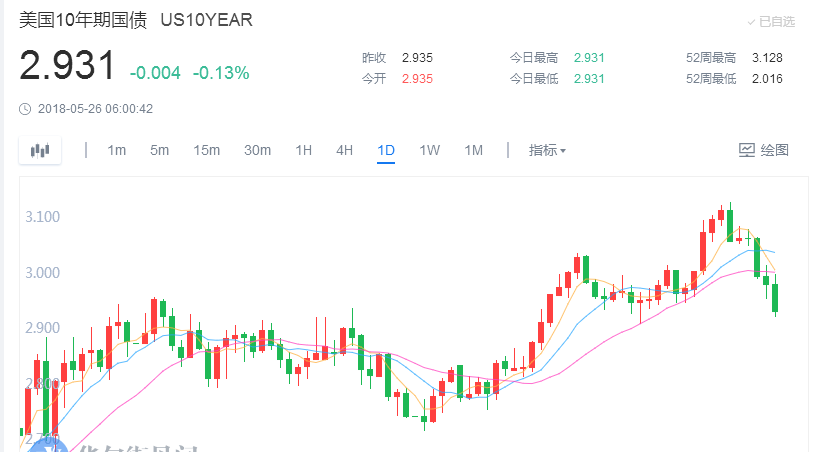 美国10年期国债 US10YEAR
已自选
2.931 -0.004 -0.13%
昨收 2.935 今日最高 2.931 52周最高 3.128
今开 2.935 今日最低 2.931 52周最低 2.016
2018-05-26 06:00:42
1m 5m 15m 30m 1H 4H 1D 1W 1M 指标 绘图
3.100
3.000
2.900
2.800
2.700